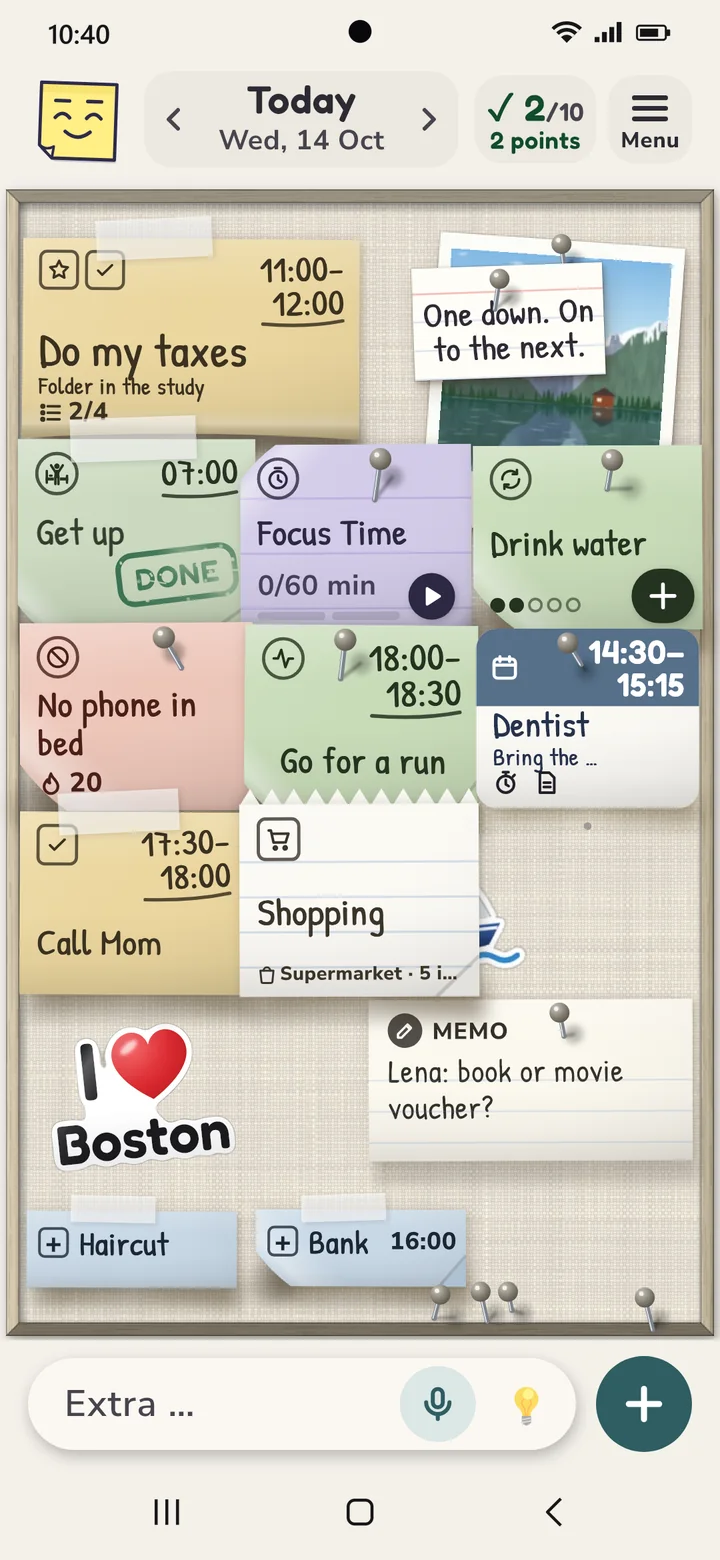 10:40
Today
Wed, 14 Oct
✓ 2/10
2 points
Menu
11:00–
12:00
Do my taxes
Folder in the study
2/4
One down. On
to the next.
07:00
Get up
DONE
Focus Time
0/60 min
Drink water
No phone in
bed
20
18:00–
18:30
Go for a run
14:30–
15:15
Dentist
Bring the ...
17:30–
18:00
Call Mom
Shopping
Supermarket · 5 i...
I
Boston
MEMO
Lena: book or movie
voucher?
Haircut
Bank 16:00
Extra ...